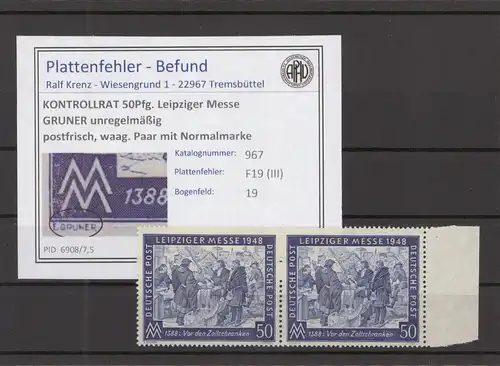 Plattenfehler - Befund
Ralf Krenz - Wiesengrund 1 - 22967 Tremsbüttel
KONTROLLRAT 50Pfg. Leipziger Messe
GRUNER unregelmäßig
postfrisch, waag. Paar mit Normalmarke
Katalognummer: 967
Plattenfehler: F19 (III)
Bogenfeld: 19
1388
E.GRUNER
PID: 6908/7,5
LEIPZIGER MESSE 1948
DEUTSCHE POST
DEUTSCHE POST
1388: Vor den Zollschranken
50
LEIPZIGER MESSE 1948
DEUTSCHE POST
DEUTSCHE POST
1388: Vor den Zollschranken
50